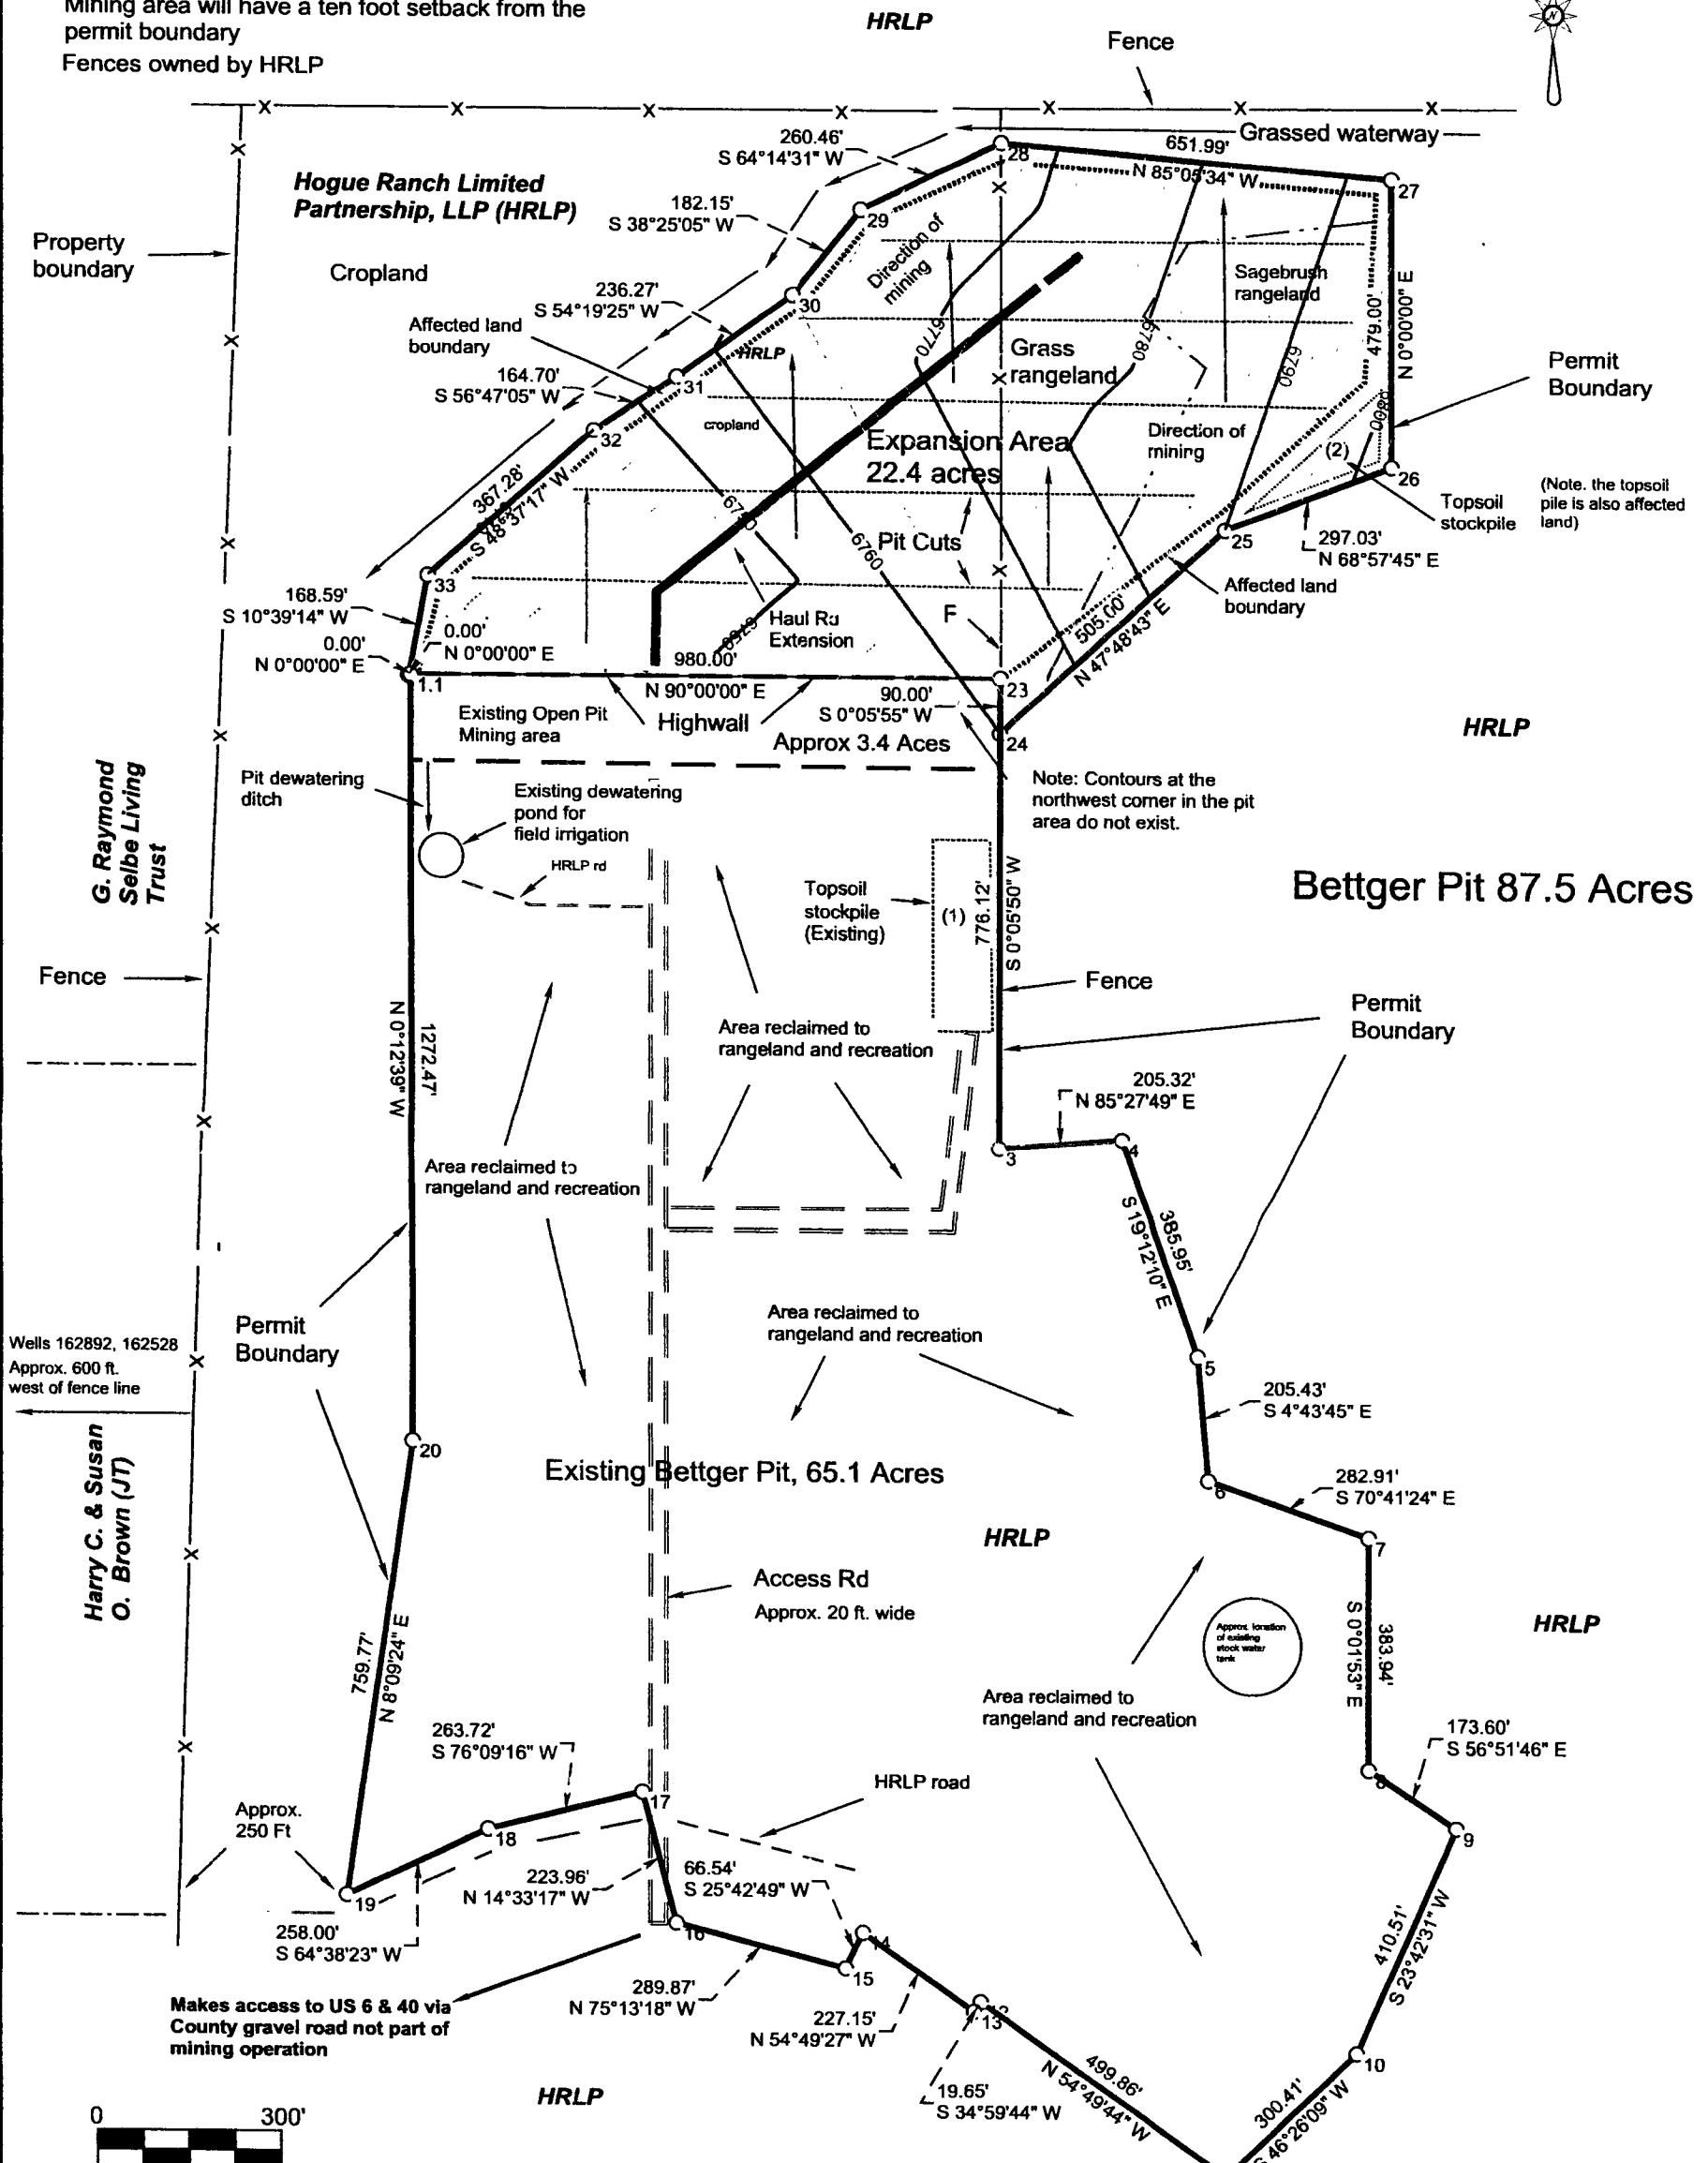 Mining area will have a ten foot setback from the
permit boundary
Fences owned by HRLP
HRLP
Fence
N
Grassed waterway
260.46'
S 64°14'31" W
28
651.99'
N 85°05'34" W
27
Hogue Ranch Limited
Partnership, LLP (HRLP)
182.15'
S 38°25'05" W
29
Property
boundary
Cropland
Direction of
mining
Sagebrush
rangeland
479.00'
N 0°00'00" E
236.27'
S 54°19'25" W
30
Affected land
boundary
HRLP
6770
6780
6790
Grass
rangeland
Permit
Boundary
164.70'
S 56°47'05" W
31
32
cropland
Expansion Area
22.4 acres
Direction of
mining
(2)
26
Topsoil
stockpile
(Note. the topsoil
pile is also affected
land)
367.28'
S 48°37'17" W
6760
Pit Cuts
25
297.03'
N 68°57'45" E
33
Affected land
boundary
168.59'
S 10°39'14" W
0.00'
N 0°00'00" E
0.00'
N 0°00'00" E
Haul Rd
Extension
F
505.00'
N 47°48'43" E
1.1
980.00'
N 90°00'00" E
23
90.00'
S 0°05'55" W
24
Existing Open Pit
Mining area
Highwall
Approx 3.4 Aces
HRLP
Pit dewatering
ditch
Existing dewatering
pond for
field irrigation
Note: Contours at the
northwest corner in the pit
area do not exist.
G. Raymond
Selbe Living
Trust
HRLP rd
Topsoil
stockpile
(Existing)
(1)
776.12'
S 0°05'50" W
Bettger Pit 87.5 Acres
Fence
Fence
Permit
Boundary
1272.47'
N 0°12'39" W
Area reclaimed to
rangeland and recreation
205.32'
N 85°27'49" E
3
4
Area reclaimed to
rangeland and recreation
385.95'
S 19°12'10" E
Permit
Boundary
Area reclaimed to
rangeland and recreation
Wells 162892, 162528
Approx. 600 ft.
west of fence line
5
205.43'
S 4°43'45" E
20
Existing Bettger Pit, 65.1 Acres
6
282.91'
S 70°41'24" E
Harry C. & Susan
O. Brown (JT)
HRLP
7
Access Rd
Approx. 20 ft. wide
Approx. location
of existing
stock water
tank
383.94'
S 0°01'53" E
HRLP
759.77'
N 8°09'24" E
Area reclaimed to
rangeland and recreation
263.72'
S 76°09'16" W
173.60'
S 56°51'46" E
8
HRLP road
17
Approx.
250 Ft
18
9
223.96'
N 14°33'17" W
66.54'
S 25°42'49" W
19
258.00'
S 64°38'23" W
16
14
15
410.51'
S 23°42'31" W
289.87'
N 75°13'18" W
227.15'
N 54°49'27" W
13
Makes access to US 6 & 40 via
County gravel road not part of
mining operation
10
19.65'
S 34°59'44" W
499.86'
N 54°49'44" W
300.41'
S 46°26'09" W
HRLP
0 300'